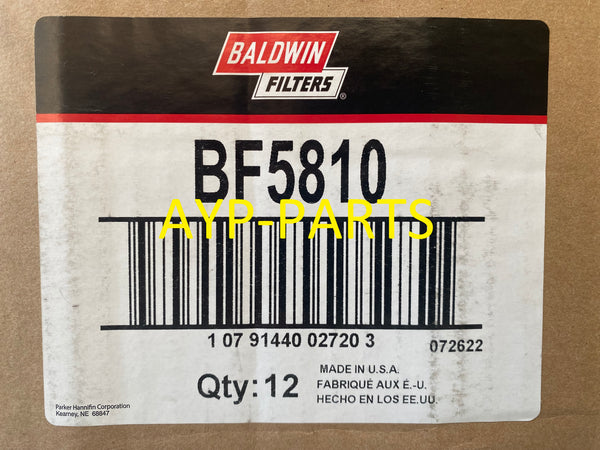 BALDWIN
FILTERS®
BF5810
AYP-PARTS
1 07 91440 02720 3
072622
Qty: 12
MADE IN U.S.A.
FABRIQUÉ AUX É.-U.
HECHO EN LOS EE.UU.
Parker Hannifin Corporation
Kearney, NE 68847